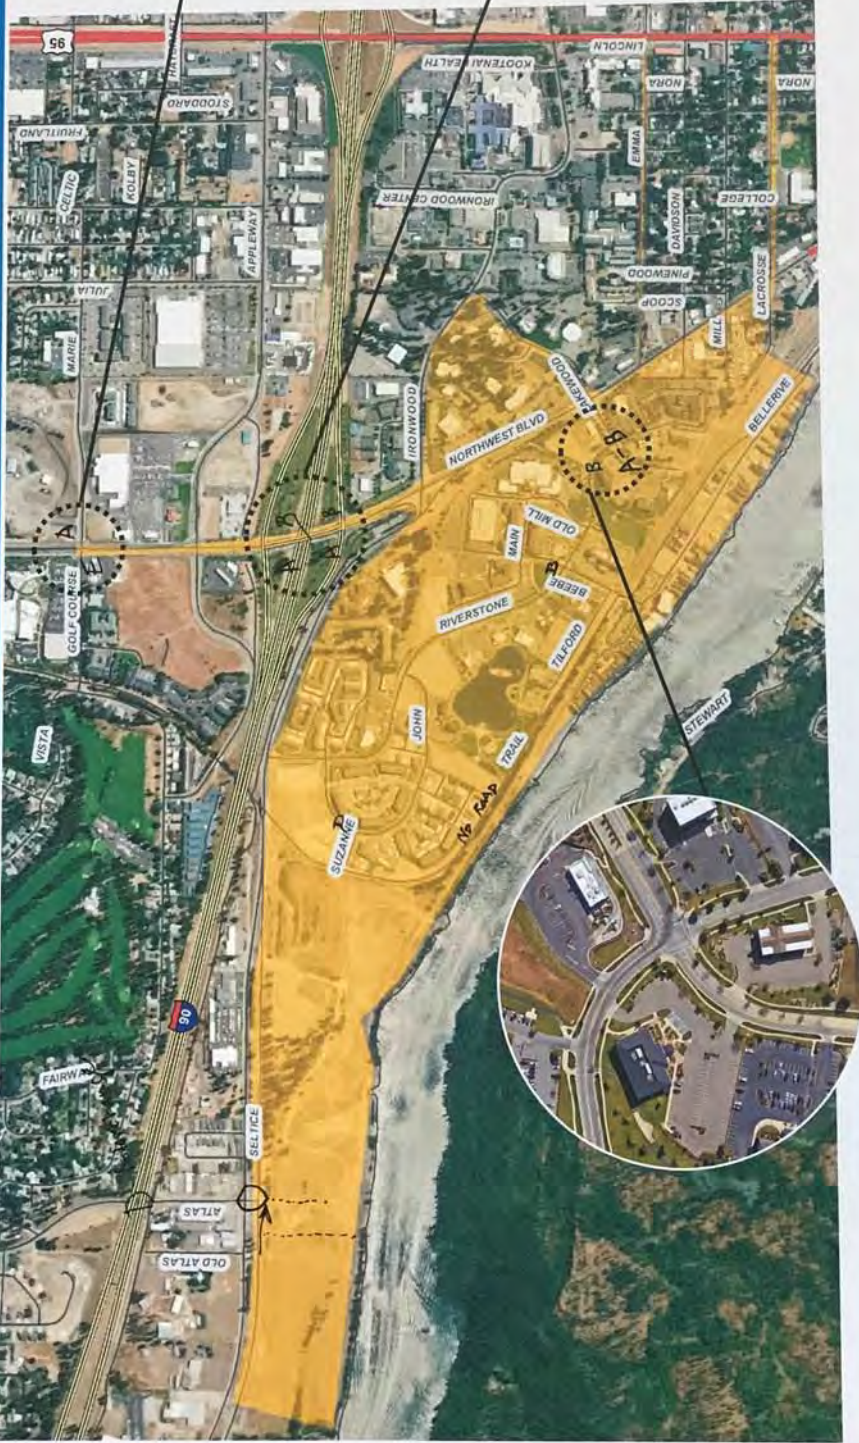 95
HAYCRAFT
STODDARD
FRUITLAND
CELTIC
KOLBY
APPLEWAY
JULIA
MARIE
KOOTENAI HEALTH
LINCOLN
NORA
NORA
EMMA
IRONWOOD CENTER
COLLEGE
DAVIDSON
PINEWOOD
SCOOP
LACROSSE
MILL
LAKEWOOD
IRONWOOD
NORTHWEST BLVD
BELLERIVE
A
E
GOLF COURSE
B
A-B
OLD MILL
MAIN
B
BEEBE
RIVERSTONE
TILFORD
VISTA
JOHN
TRAIL
STEWART
NO ROAD
D
SUZANNE
90
FAIRWAY
SELTICE
D
ATLAS
OLD ATLAS